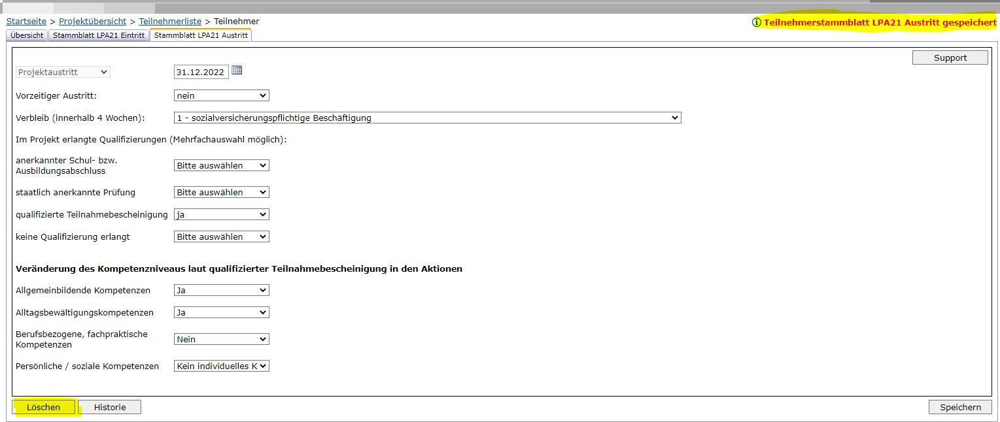 Startseite > Projektübersicht > Teilnehmerliste > Teilnehmer
Teilnehmerstammblatt LPA21 Austritt gespeichert
Übersicht Stammblatt LPA21 Eintritt Stammblatt LPA21 Austritt
Support
Projektaustritt 31.12.2022
Vorzeitiger Austritt: nein
Verbleib (innerhalb 4 Wochen): 1 - sozialversicherungspflichtige Beschäftigung
Im Projekt erlangte Qualifizierungen (Mehrfachauswahl möglich):
anerkannter Schul- bzw.
Ausbildungsabschluss Bitte auswählen
staatlich anerkannte Prüfung Bitte auswählen
qualifizierte Teilnahmebescheinigung ja
keine Qualifizierung erlangt Bitte auswählen
Veränderung des Kompetenzniveaus laut qualifizierter Teilnahmebescheinigung in den Aktionen
Allgemeinbildende Kompetenzen Ja
Alltagsbewältigungskompetenzen Ja
Berufsbezogene, fachpraktische
Kompetenzen Nein
Persönliche / soziale Kompetenzen Kein individuelles K
Löschen Historie Speichern